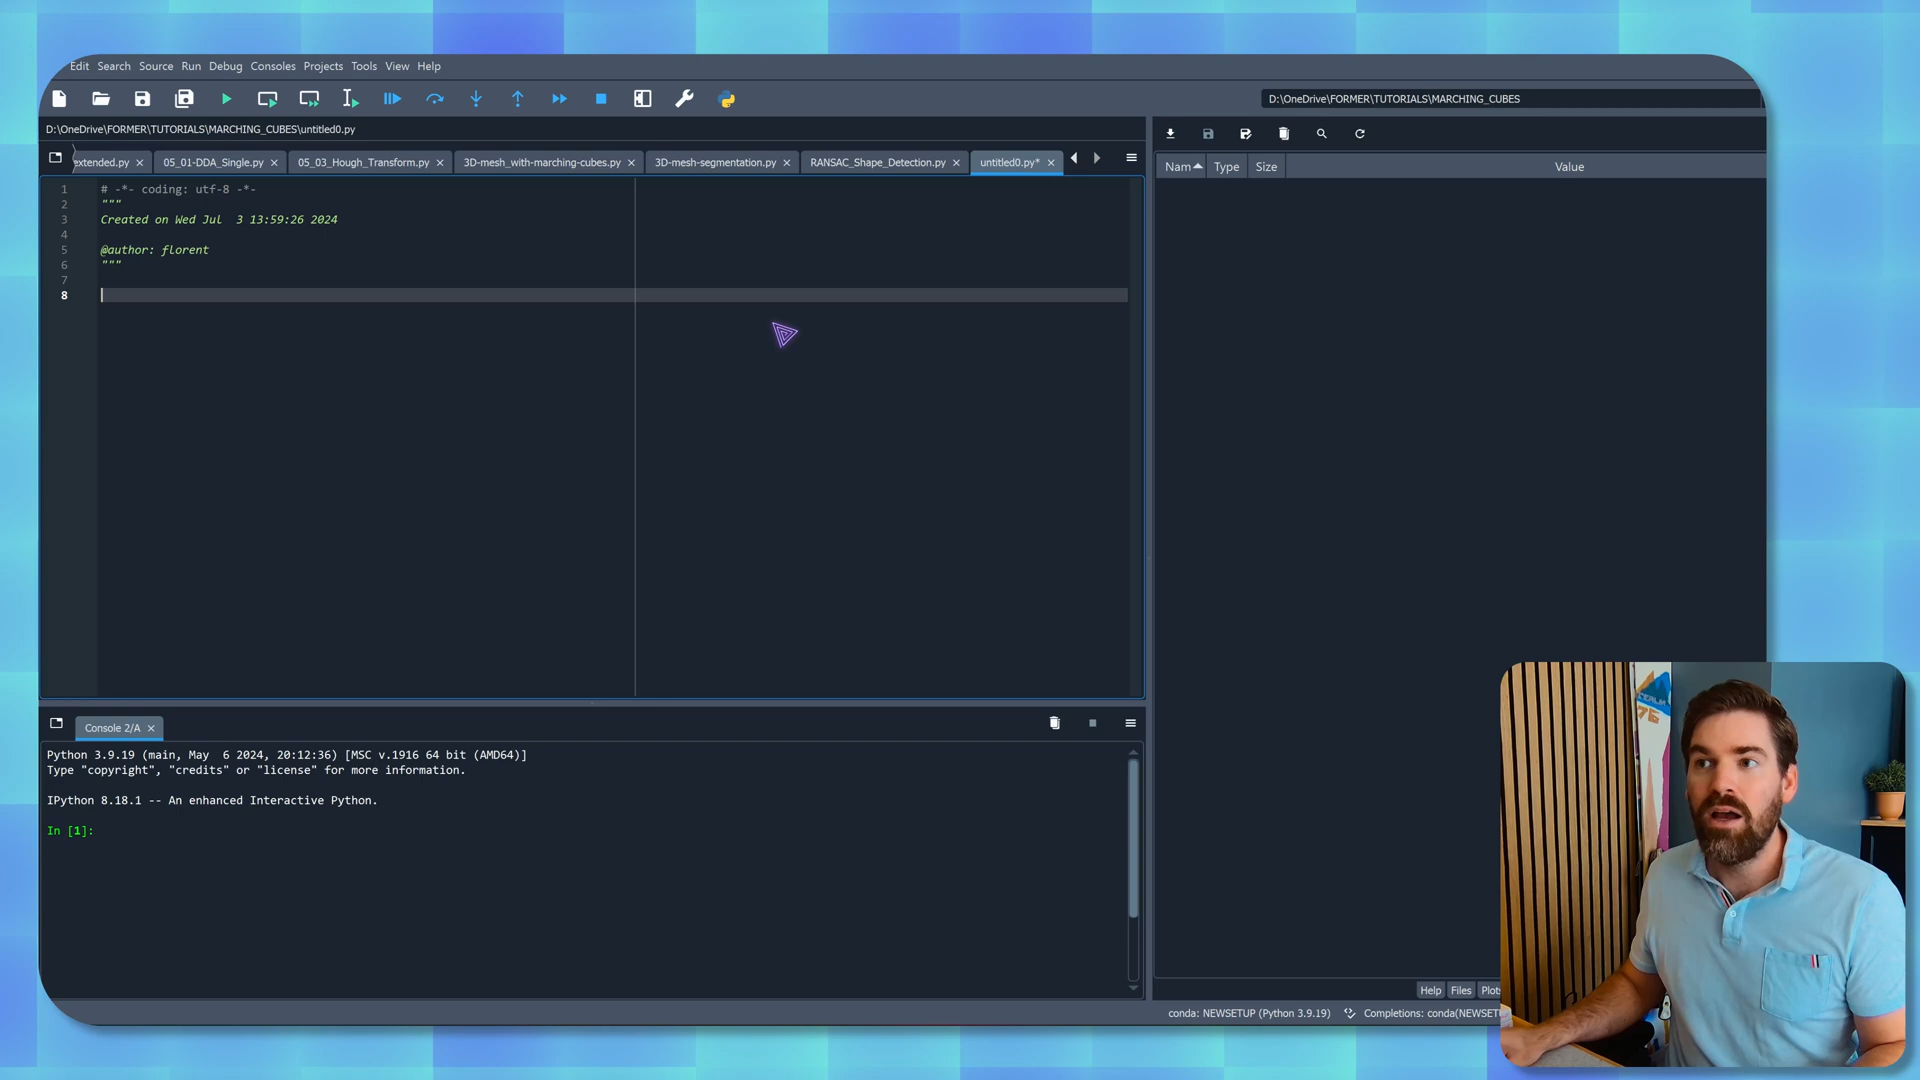 Edit Search Source Run Debug Consoles Projects Tools View Help
D:\OneDrive\FORMER\TUTORIALS\MARCHING_CUBES
D:\OneDrive\FORMER\TUTORIALS\MARCHING_CUBES\untitled0.py
extended.py 05_01-DDA_Single.py 05_03_Hough_Transform.py 3D-mesh_with-marching-cubes.py 3D-mesh-segmentation.py RANSAC_Shape_Detection.py untitled0.py*
Nam Type Size Value
1 # -*- coding: utf-8 -*-
2 """
3 Created on Wed Jul  3 13:59:26 2024
4
5 @author: florent
6 """
7
8
Console 2/A
Python 3.9.19 (main, May  6 2024, 20:12:36) [MSC v.1916 64 bit (AMD64)]
Type "copyright", "credits" or "license" for more information.
IPython 8.18.1 -- An enhanced Interactive Python.
In [1]:
Help Files Plots
conda: NEWSETUP (Python 3.9.19) Completions: conda(NEWSETU
76